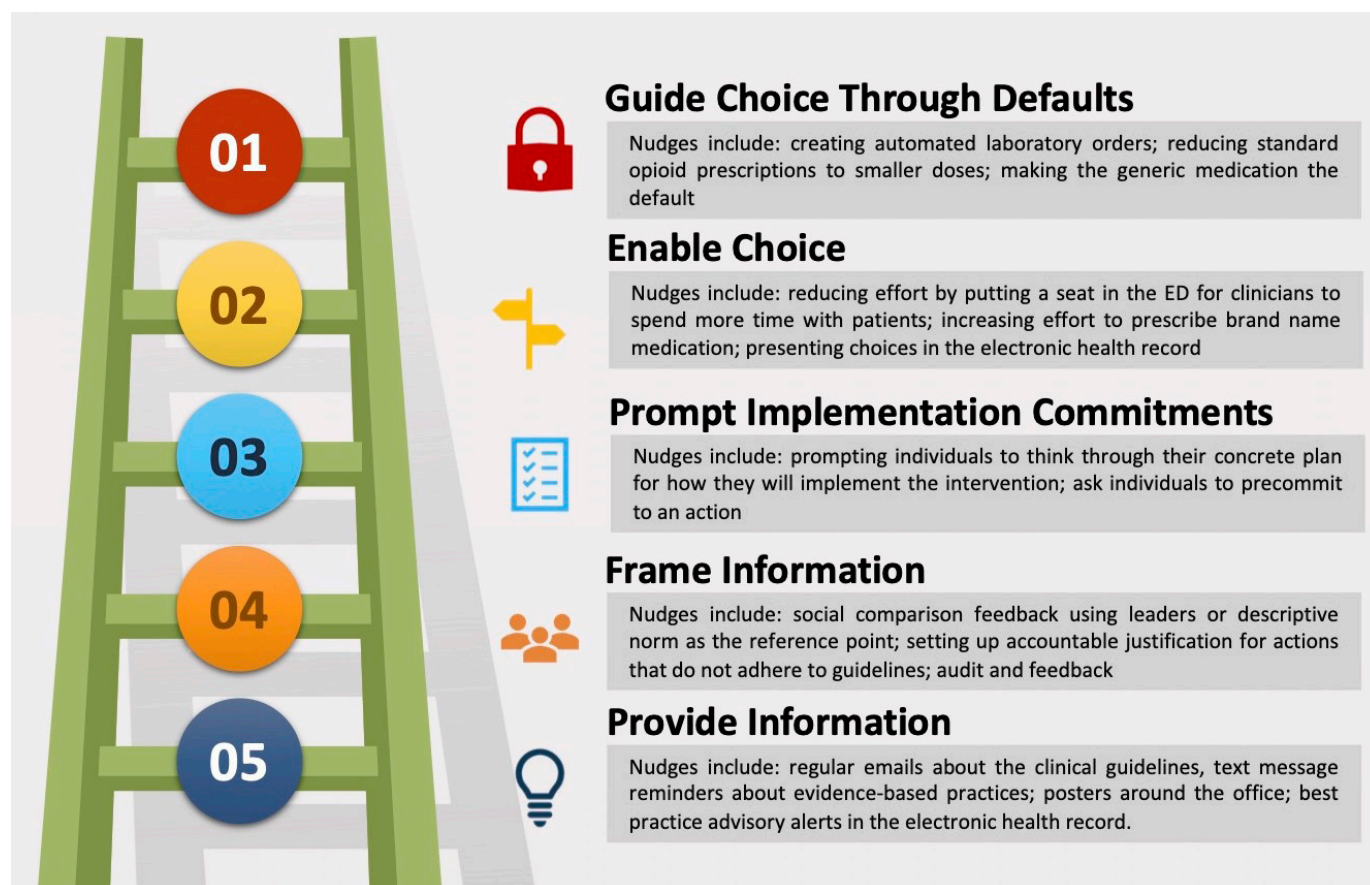 01
Guide Choice Through Defaults
Nudges include: creating automated laboratory orders; reducing standard
opioid prescriptions to smaller doses; making the generic medication the
default
02
Enable Choice
Nudges include: reducing effort by putting a seat in the ED for clinicians to
spend more time with patients; increasing effort to prescribe brand name
medication; presenting choices in the electronic health record
03
Prompt Implementation Commitments
Nudges include: prompting individuals to think through their concrete plan
for how they will implement the intervention; ask individuals to precommit
to an action
04
Frame Information
Nudges include: social comparison feedback using leaders or descriptive
norm as the reference point; setting up accountable justification for actions
that do not adhere to guidelines; audit and feedback
05
Provide Information
Nudges include: regular emails about the clinical guidelines, text message
reminders about evidence-based practices; posters around the office; best
practice advisory alerts in the electronic health record.